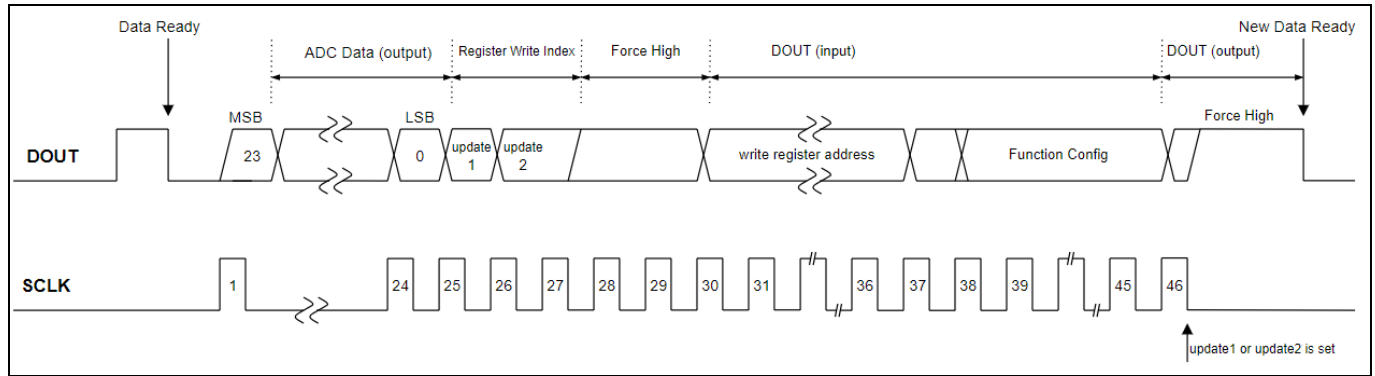 Data Ready
New Data Ready
ADC Data (output)
Register Write Index
Force High
DOUT (input)
DOUT (output)
MSB
LSB
Force High
DOUT
23
0
update
1
update
2
write register address
Function Config
SCLK
1
24
25
26
27
28
29
30
31
36
37
38
39
45
46
update1 or update2 is set